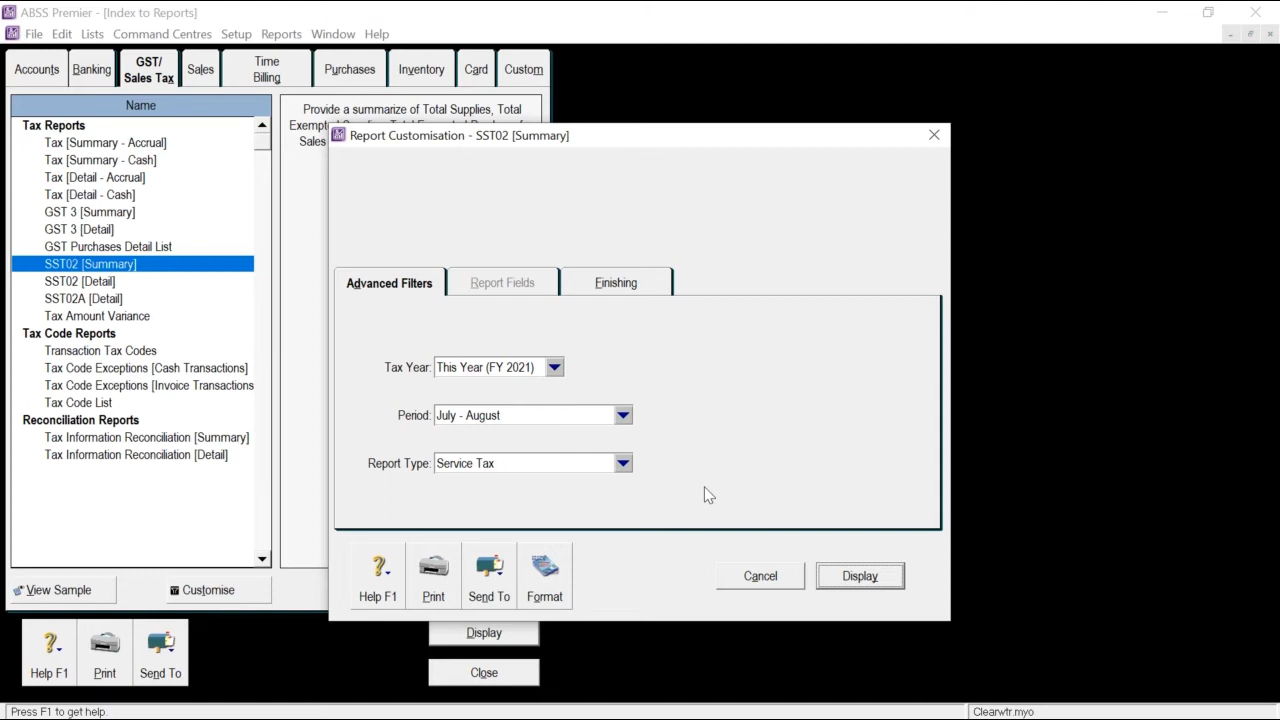 ABSS Premier - [Index to Reports]
File Edit Lists Command Centres Setup Reports Window Help
Accounts
Banking
GST/
Sales Tax
Sales
Time
Billing
Purchases
Inventory
Card
Custom
Name
Tax Reports
Tax [Summary - Accrual]
Tax [Summary - Cash]
Tax [Detail - Accrual]
Tax [Detail - Cash]
GST 3 [Summary]
GST 3 [Detail]
GST Purchases Detail List
SST02 [Summary]
SST02 [Detail]
SST02A [Detail]
Tax Amount Variance
Tax Code Reports
Transaction Tax Codes
Tax Code Exceptions [Cash Transactions]
Tax Code Exceptions [Invoice Transactions
Tax Code List
Reconciliation Reports
Tax Information Reconciliation [Summary]
Tax Information Reconciliation [Detail]
View Sample
Customise
Provide a summarize of Total Supplies, Total
Sales
Report Customisation - SST02 [Summary]
Advanced Filters
Report Fields
Finishing
Tax Year: This Year (FY 2021)
Period: July - August
Report Type: Service Tax
Help F1
Print
Send To
Format
Cancel
Display
Help F1
Print
Send To
Display
Close
Press F1 to get help.
Clearwtr.myo